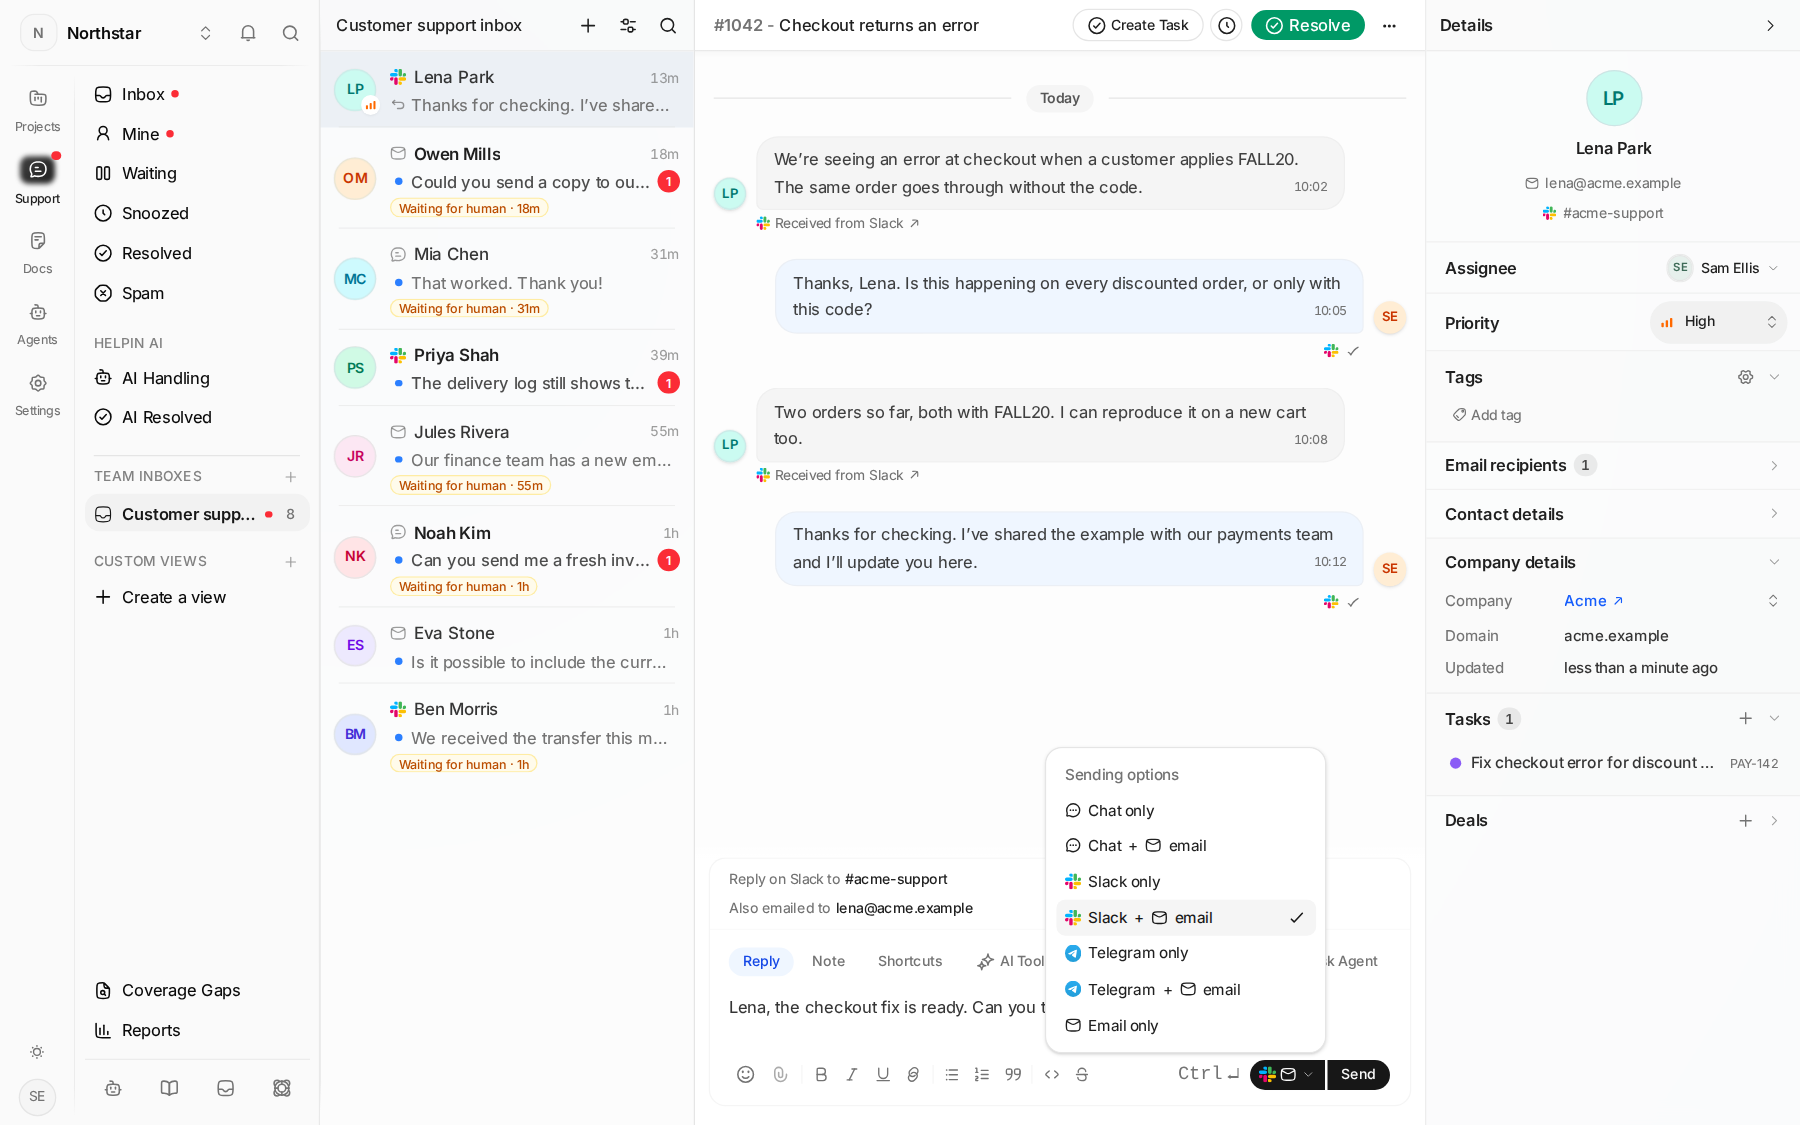 N Northstar
Projects
Support
Docs
Agents
Settings
SE
Inbox
Mine
Waiting
Snoozed
Resolved
Spam
HELPIN AI
AI Handling
AI Resolved
TEAM INBOXES
Customer supp... 8
CUSTOM VIEWS
Create a view
Coverage Gaps
Reports
Customer support inbox
LP Lena Park 13m
Thanks for checking. I’ve share...
OM Owen Mills 18m
Could you send a copy to ou... 1
Waiting for human · 18m
MC Mia Chen 31m
That worked. Thank you!
Waiting for human · 31m
PS Priya Shah 39m
The delivery log still shows t... 1
JR Jules Rivera 55m
Our finance team has a new em...
Waiting for human · 55m
NK Noah Kim 1h
Can you send me a fresh inv... 1
Waiting for human · 1h
ES Eva Stone 1h
Is it possible to include the curr...
BM Ben Morris 1h
We received the transfer this m...
Waiting for human · 1h
#1042 - Checkout returns an error
Create Task
Resolve
Today
LP
We’re seeing an error at checkout when a customer applies FALL20.
The same order goes through without the code. 10:02
Received from Slack
Thanks, Lena. Is this happening on every discounted order, or only with
this code? 10:05
SE
LP
Two orders so far, both with FALL20. I can reproduce it on a new cart
too. 10:08
Received from Slack
Thanks for checking. I’ve shared the example with our payments team
and I’ll update you here. 10:12
SE
Reply on Slack to #acme-support
Also emailed to lena@acme.example
Reply Note Shortcuts AI Tool k Agent
Lena, the checkout fix is ready. Can you t
Sending options
Chat only
Chat + email
Slack only
Slack + email
Telegram only
Telegram + email
Email only
Ctrl
Send
Details
LP
Lena Park
lena@acme.example
#acme-support
Assignee SE Sam Ellis
Priority High
Tags
Add tag
Email recipients 1
Contact details
Company details
Company Acme
Domain acme.example
Updated less than a minute ago
Tasks 1
Fix checkout error for discount ... PAY-142
Deals